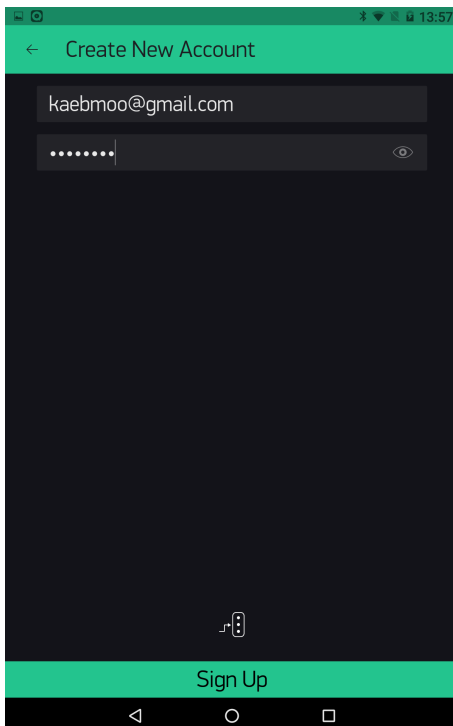 13:57
Create New Account
kaebmoo@gmail.com
••••••••
Sign Up